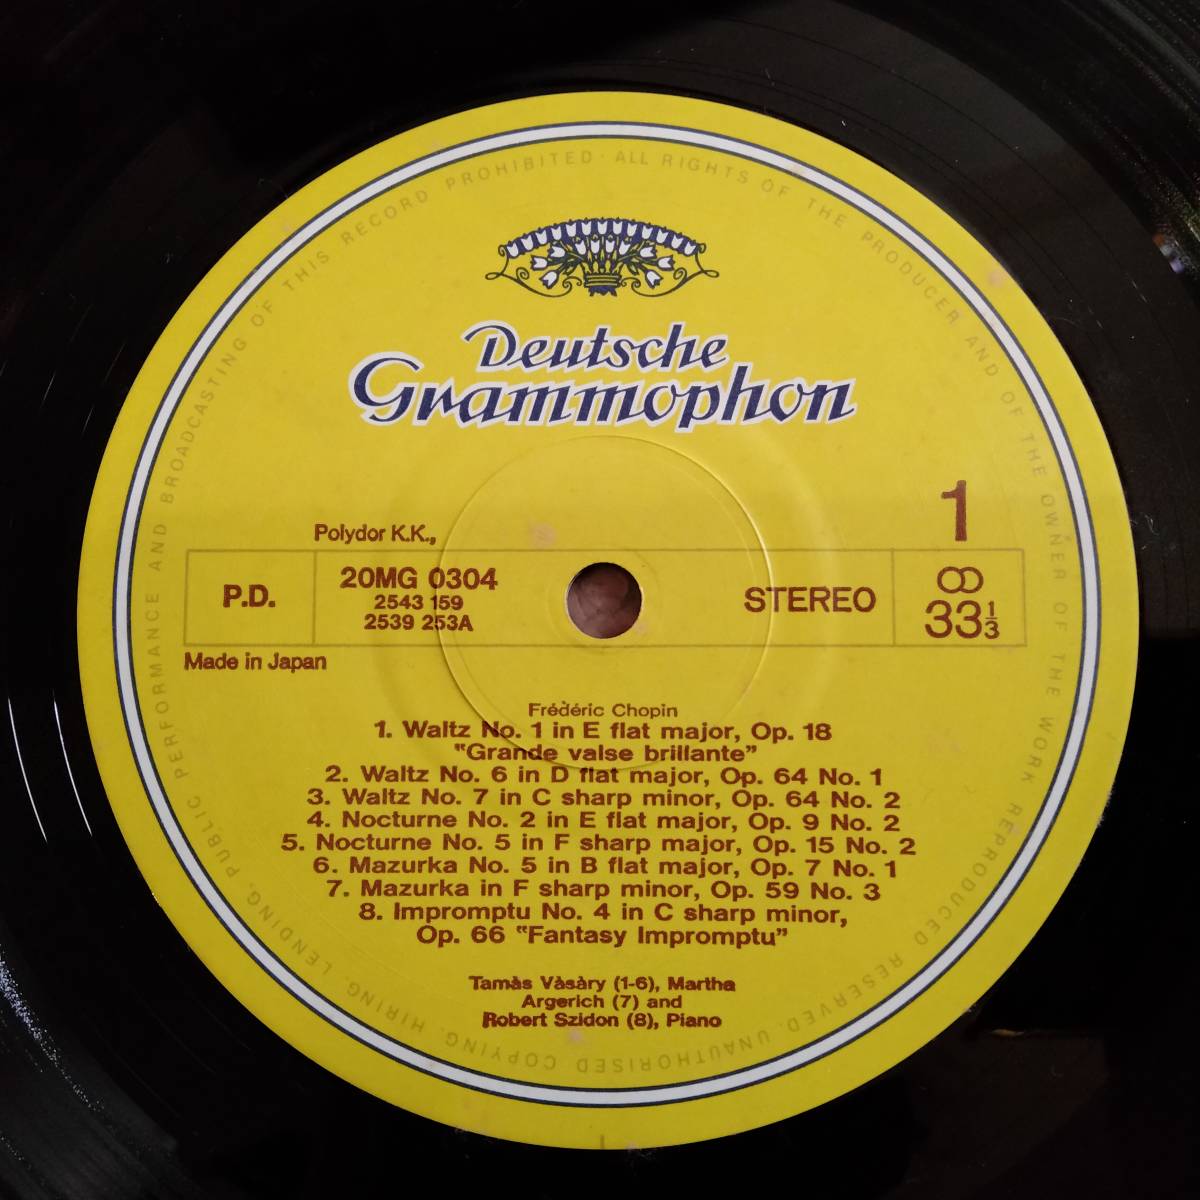 PUBLIC PERFORMANCE AND BROADCASTING OF THIS RECORD PROHIBITED · ALL RIGHTS OF THE PRODUCER AND OF THE OWNER OF THE WORK REPRODUCED RESERVED. UNAUTHORISED COPYING, HIRING, LENDING,
Deutsche
Grammophon
1
Polydor K.K.,
P.D.
20MG 0304
2543 159
2539 253A
STEREO
33 1/3
Made in Japan
Frédéric Chopin
1. Waltz No. 1 in E flat major, Op. 18
"Grande valse brillante"
2. Waltz No. 6 in D flat major, Op. 64 No. 1
3. Waltz No. 7 in C sharp minor, Op. 64 No. 2
4. Nocturne No. 2 in E flat major, Op. 9 No. 2
5. Nocturne No. 5 in F sharp major, Op. 15 No. 2
6. Mazurka No. 5 in B flat major, Op. 7 No. 1
7. Mazurka in F sharp minor, Op. 59 No. 3
8. Impromptu No. 4 in C sharp minor,
Op. 66 "Fantasy Impromptu"
Tamàs Vàsàry (1-6), Martha
Argerich (7) and
Robert Szidon (8), Piano